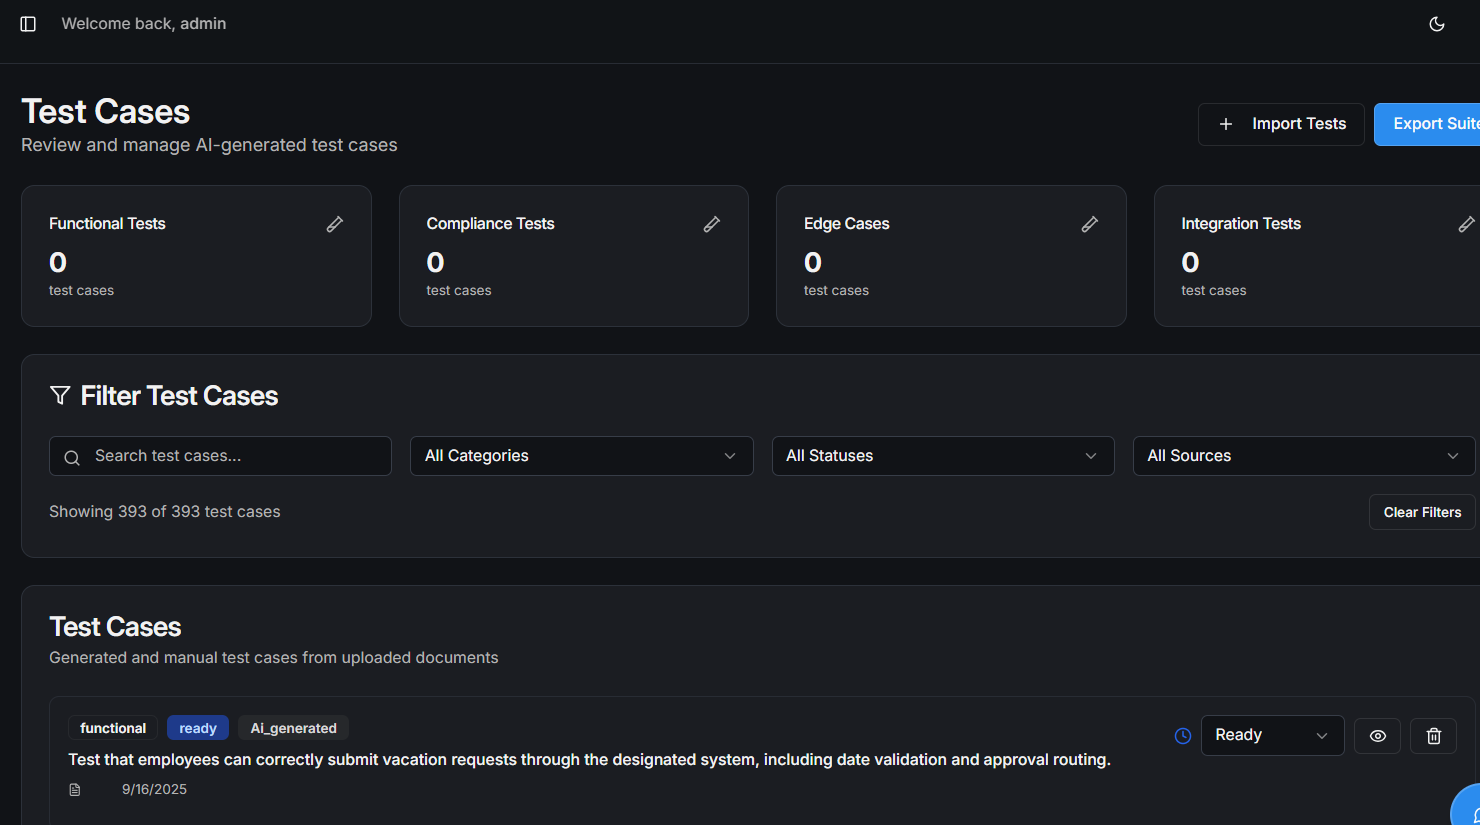 Welcome back, admin
Test Cases
Review and manage AI-generated test cases
Import Tests
Export Suite
Functional Tests
0
test cases
Compliance Tests
0
test cases
Edge Cases
0
test cases
Integration Tests
0
test cases
Filter Test Cases
Search test cases...
All Categories
All Statuses
All Sources
Showing 393 of 393 test cases
Clear Filters
Test Cases
Generated and manual test cases from uploaded documents
functional
ready
Ai_generated
Ready
Test that employees can correctly submit vacation requests through the designated system, including date validation and approval routing.
9/16/2025